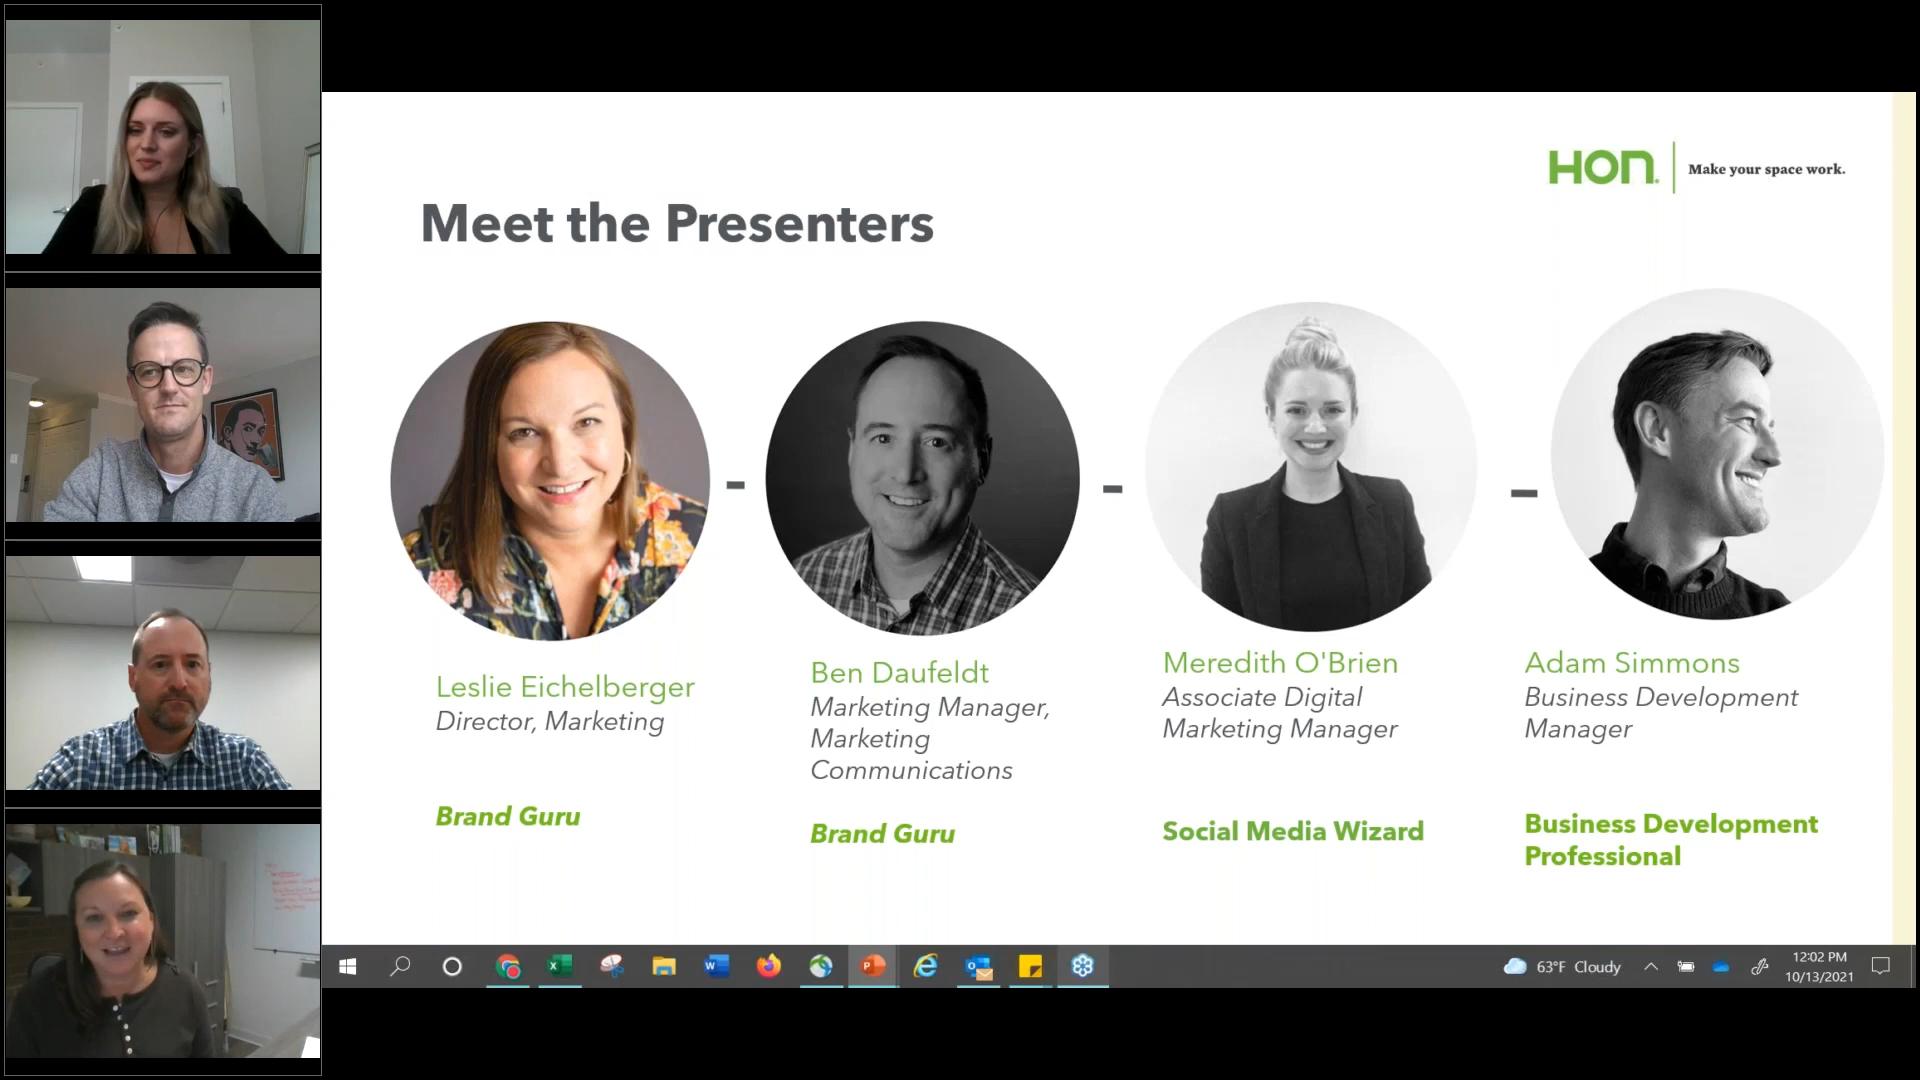 HON
Make your space work.
Meet the Presenters
Leslie Eichelberger
Director, Marketing
Brand Guru
Ben Daufeldt
Marketing Manager,
Marketing
Communications
Brand Guru
Meredith O'Brien
Associate Digital
Marketing Manager
Social Media Wizard
Adam Simmons
Business Development
Manager
Business Development
Professional
63°F Cloudy
12:02 PM
10/13/2021